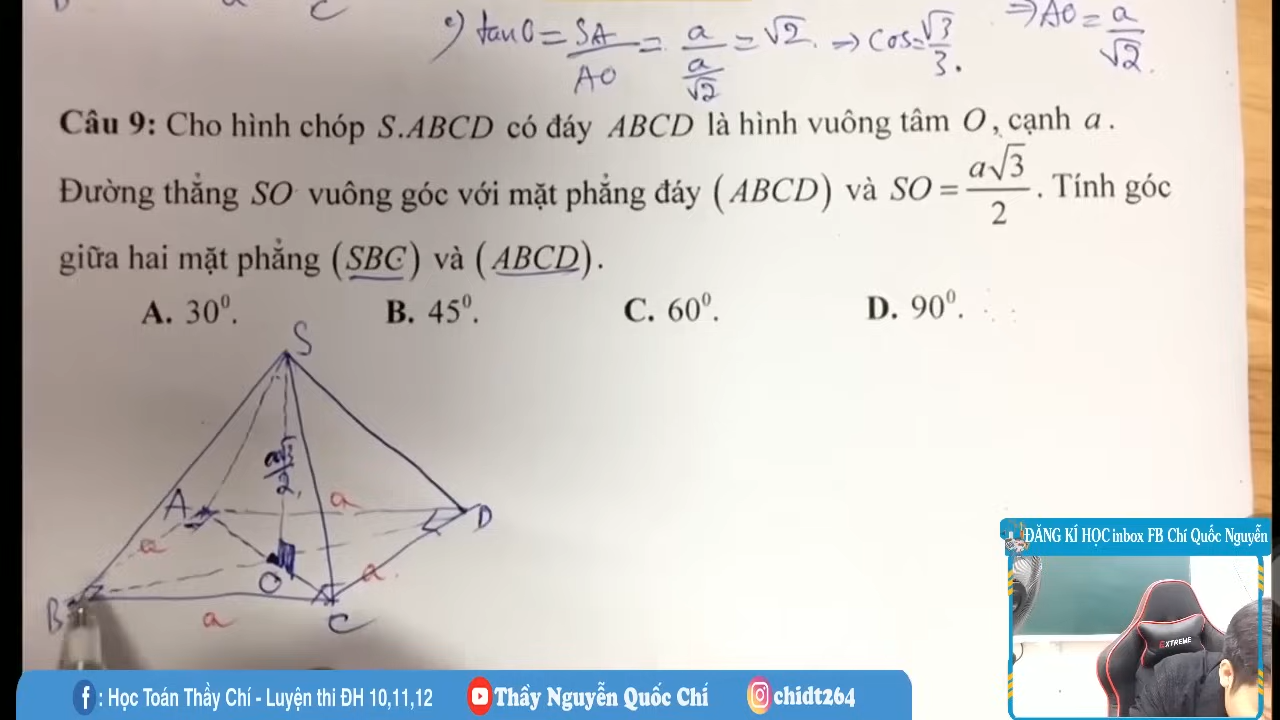 c) tanO = SA/AO = a/(a/√2) = √2. ⇒ Cos = √3/3.
⇒ AO = a/√2.
Câu 9: Cho hình chóp S.ABCD có đáy ABCD là hình vuông tâm O, cạnh a.
Đường thẳng SO vuông góc với mặt phẳng đáy (ABCD) và SO = a√3/2. Tính góc
giữa hai mặt phẳng (SBC) và (ABCD).
A. 30⁰. B. 45⁰. C. 60⁰. D. 90⁰.
S
a√3/2
A a D
a
O a.
B a C
ĐĂNG KÍ HỌC inbox FB Chí Quốc Nguyễn
EXTREME
f : Học Toán Thầy Chí - Luyện thi ĐH 10,11,12 Thầy Nguyễn Quốc Chí chidt264